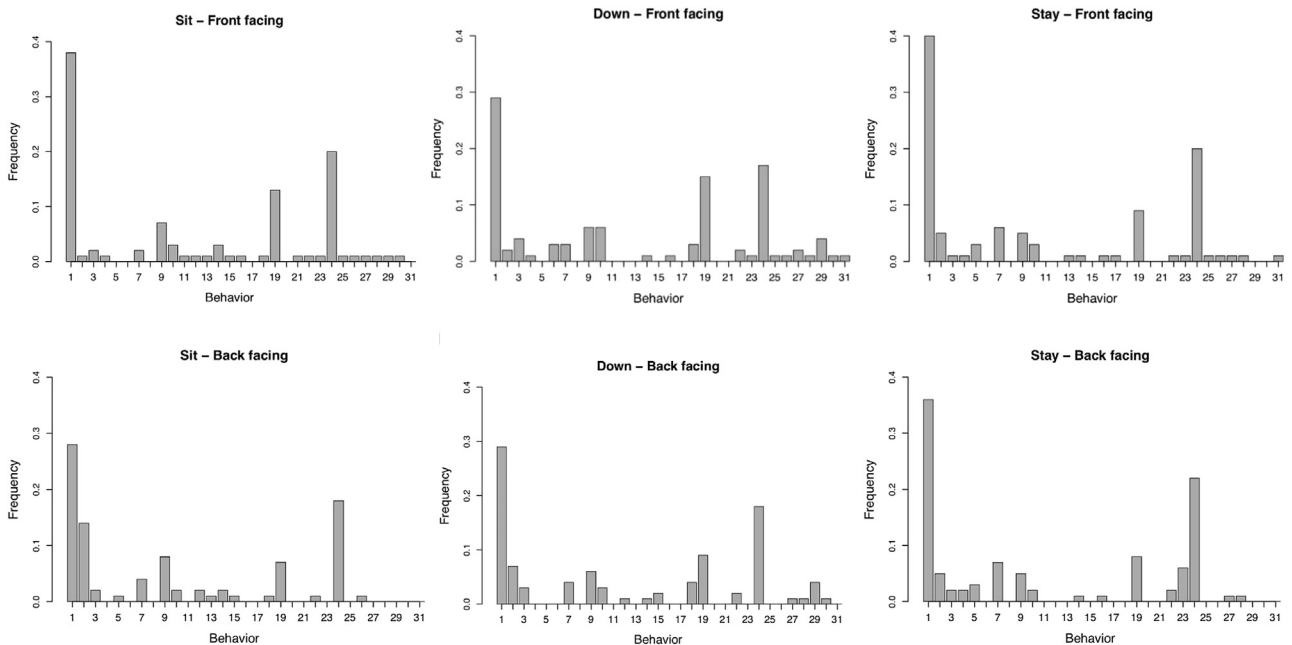 Sit – Front facing
Frequency
0.0 0.1 0.2 0.3 0.4
1 3 5 7 9 11 13 15 17 19 21 23 25 27 29 31
Behavior
Down – Front facing
Frequency
0.0 0.1 0.2 0.3 0.4
1 3 5 7 9 11 13 15 17 19 21 23 25 27 29 31
Behavior
Stay – Front facing
Frequency
0.0 0.1 0.2 0.3 0.4
1 3 5 7 9 11 13 15 17 19 21 23 25 27 29 31
Behavior
Sit – Back facing
Frequency
0.0 0.1 0.2 0.3 0.4
1 3 5 7 9 11 13 15 17 19 21 23 25 27 29 31
Behavior
Down – Back facing
Frequency
0.0 0.1 0.2 0.3 0.4
1 3 5 7 9 11 13 15 17 19 21 23 25 27 29 31
Behavior
Stay – Back facing
Frequency
0.0 0.1 0.2 0.3 0.4
1 3 5 7 9 11 13 15 17 19 21 23 25 27 29 31
Behavior